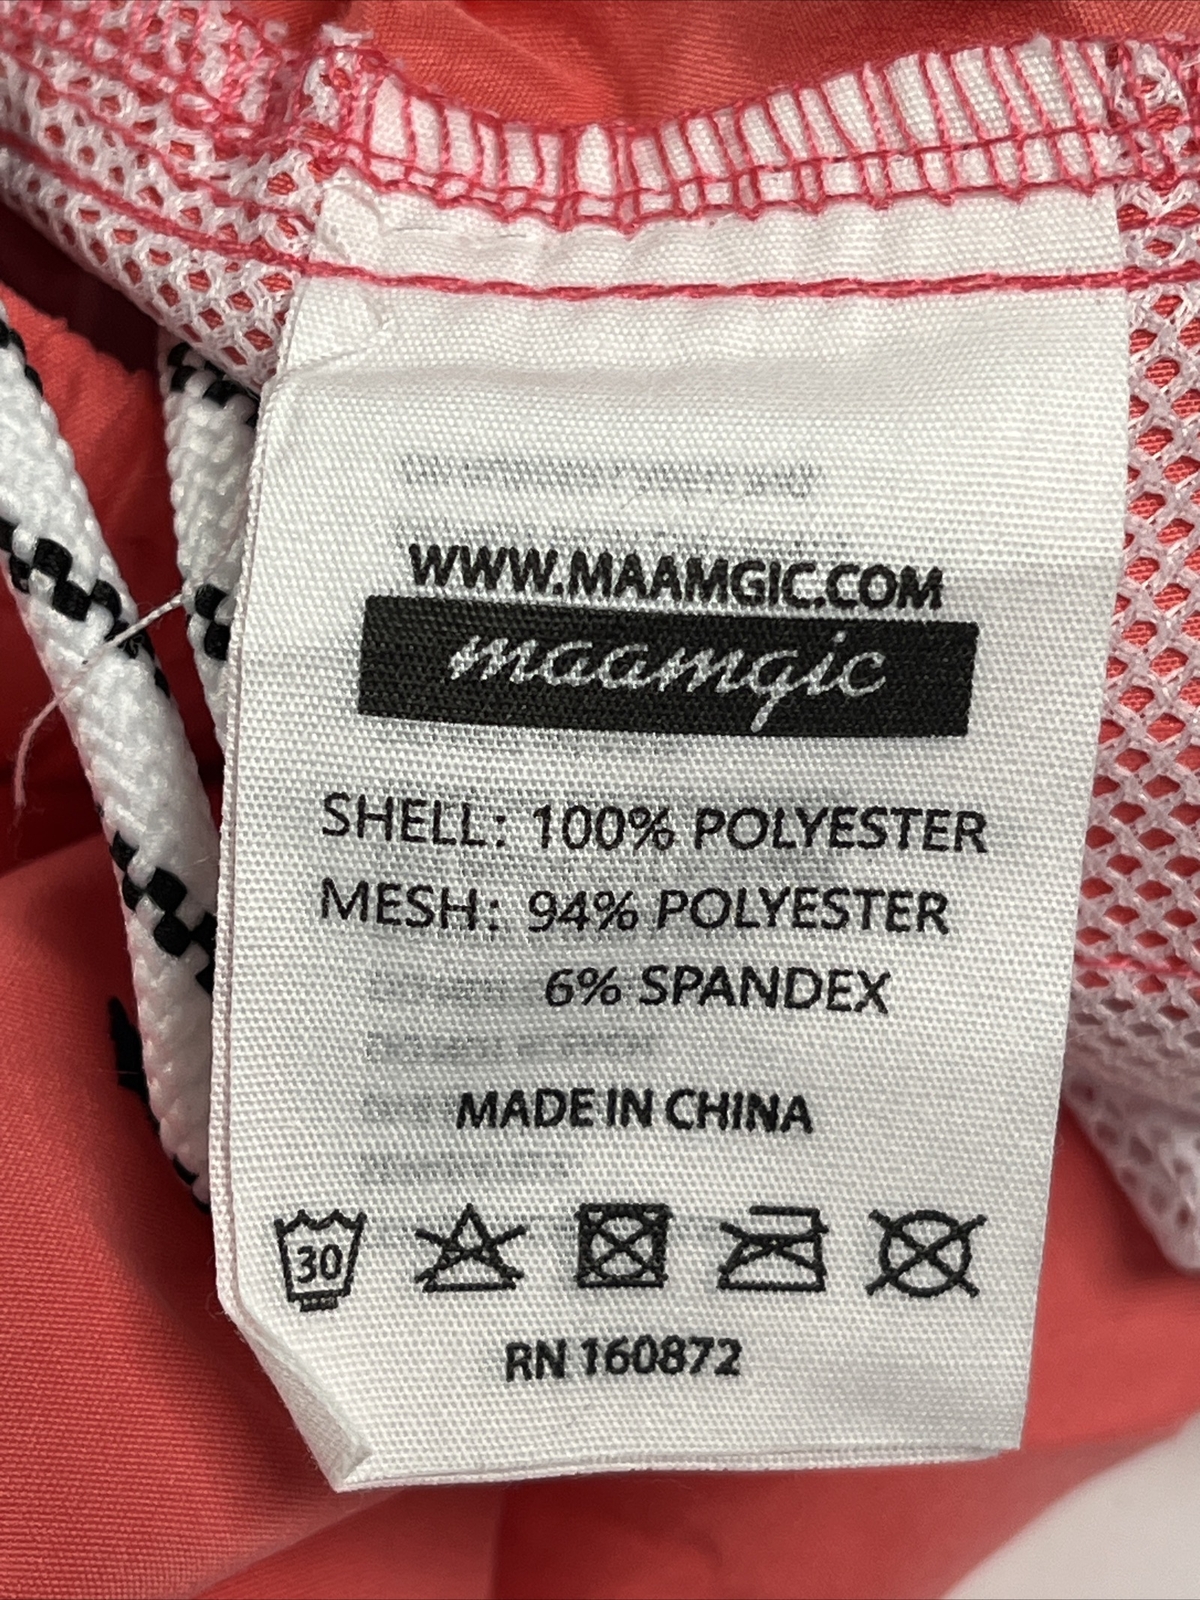 WWW.MAAMGIC.COM
maamgic
SHELL: 100% POLYESTER
MESH: 94% POLYESTER
6% SPANDEX
MADE IN CHINA
30
RN 160872